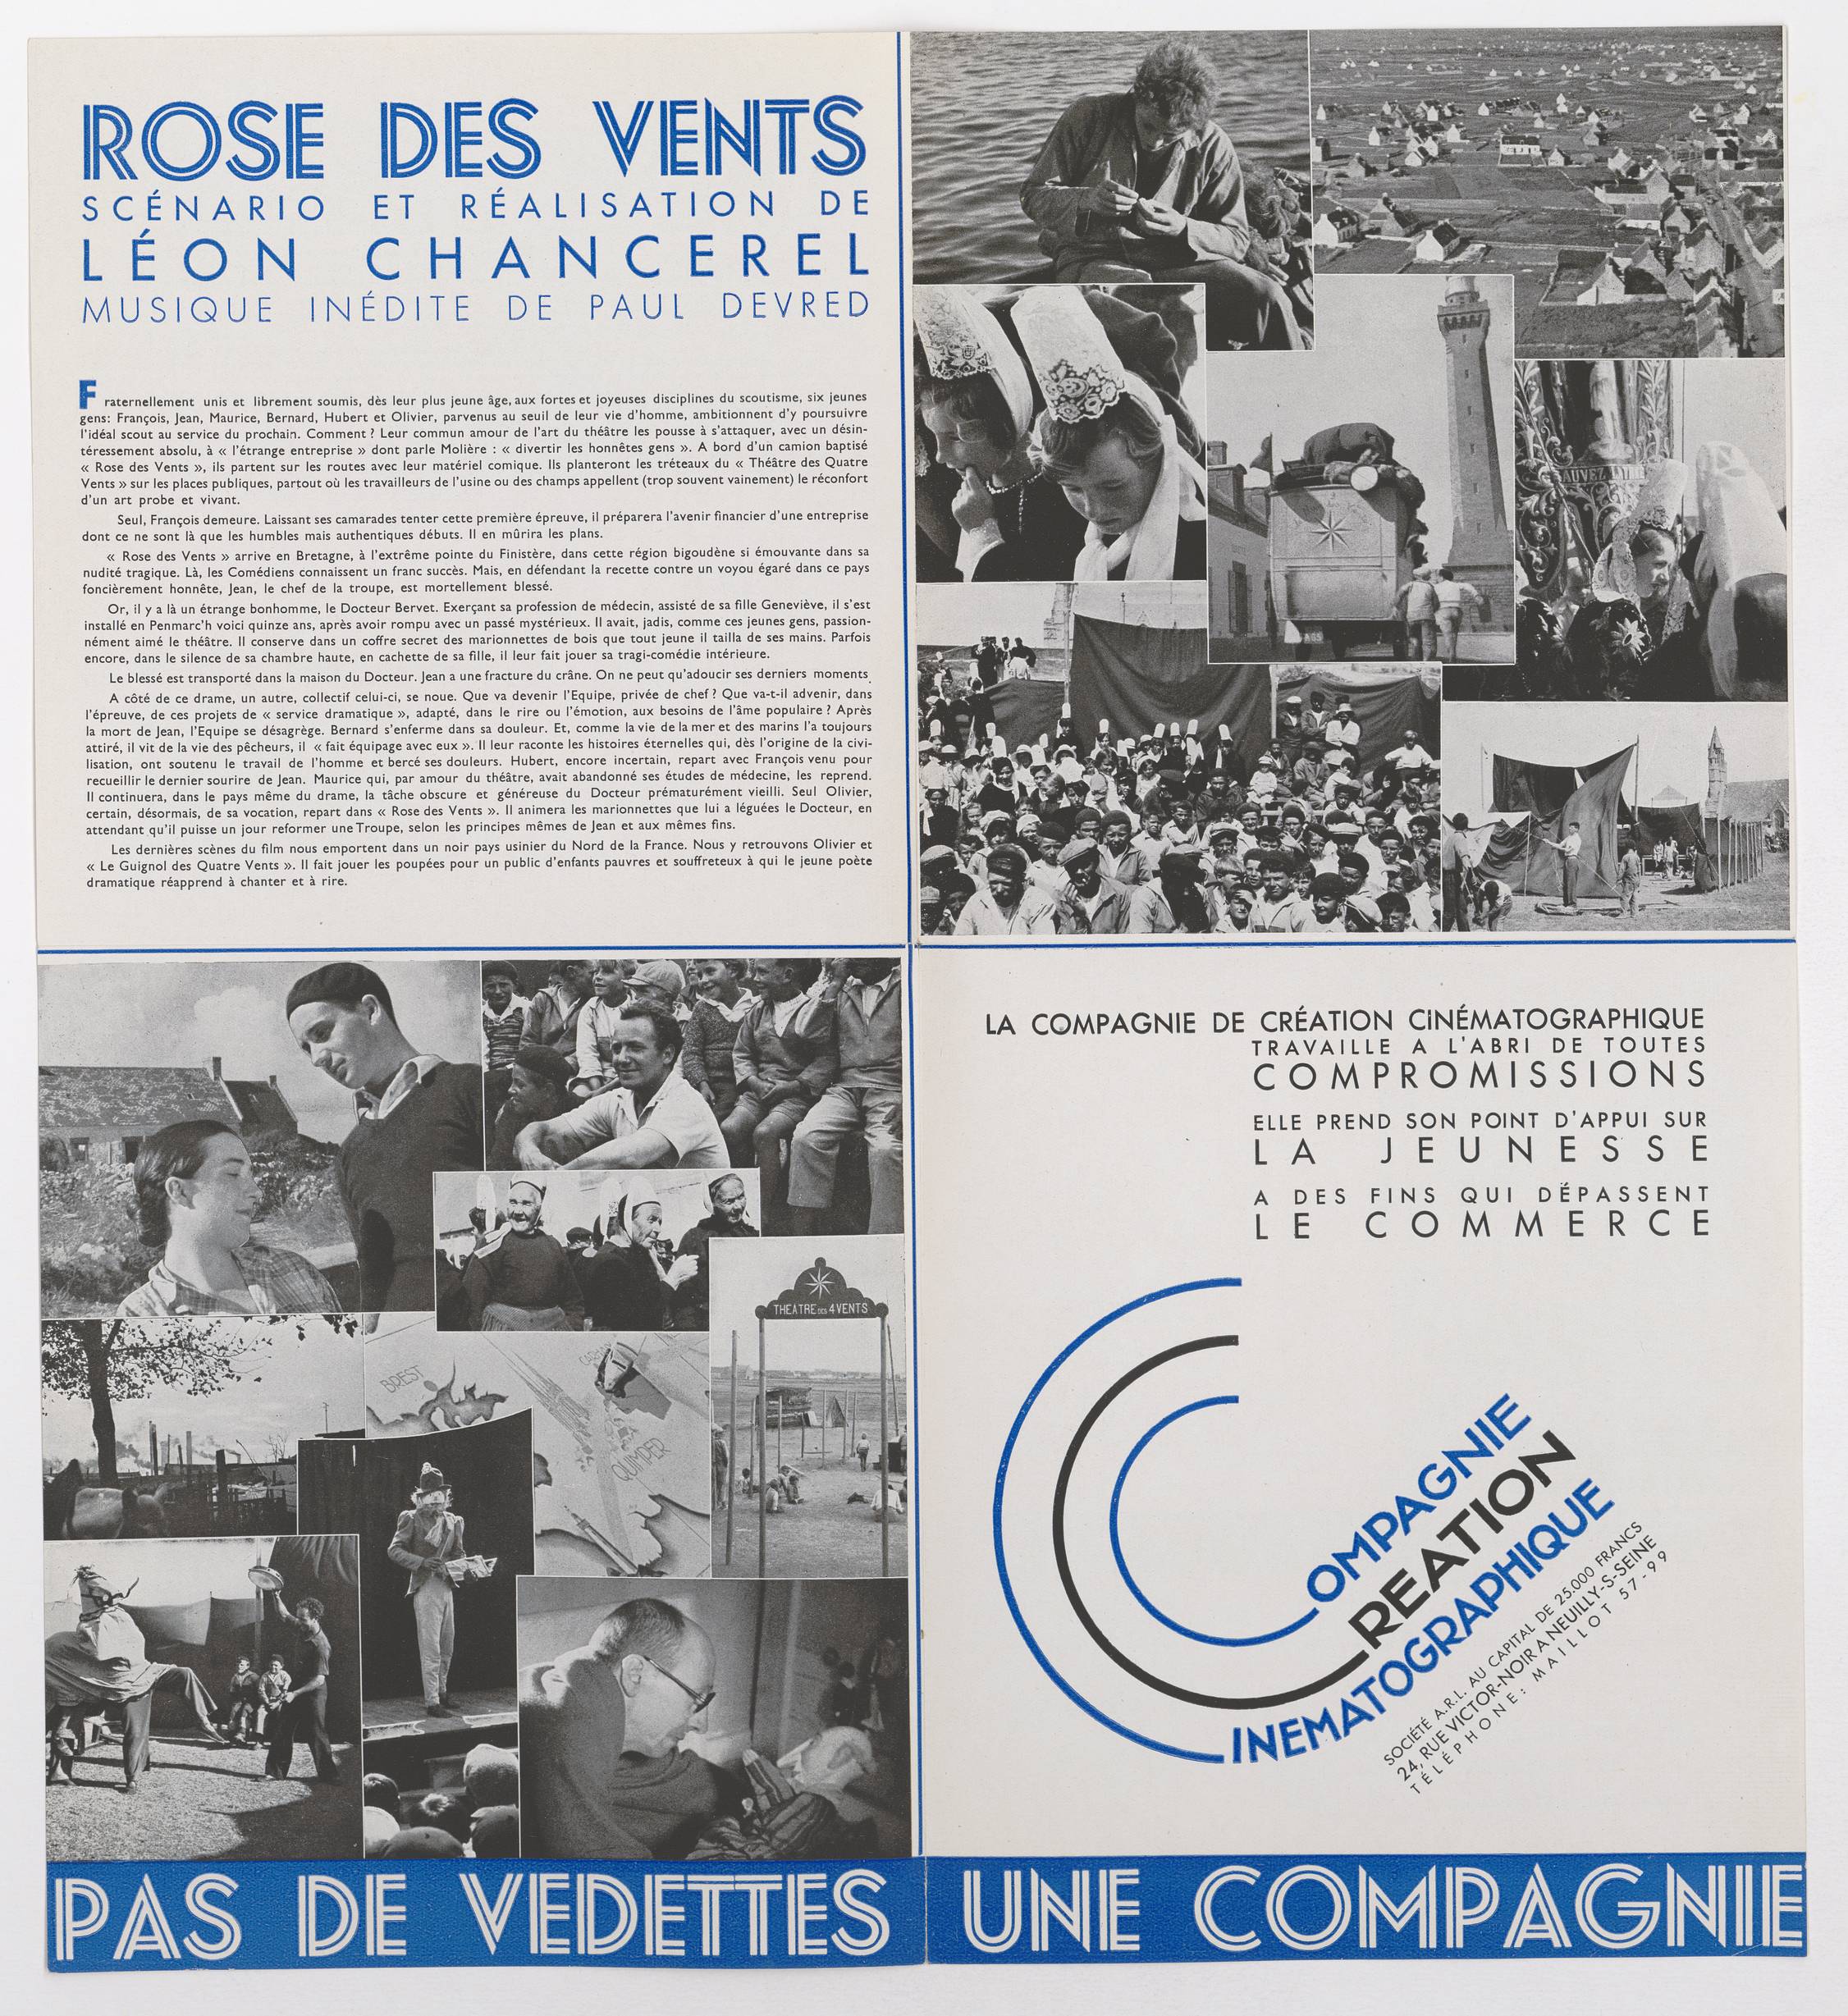 ROSE DES VENTS
SCÉNARIO ET RÉALISATION DE
LÉON CHANCEREL
MUSIQUE INÉDITE DE PAUL DEVRED
Fraternellement unis et librement soumis, dès leur plus jeune âge, aux fortes et joyeuses disciplines du scoutisme, six jeunes
gens: François, Jean, Maurice, Bernard, Hubert et Olivier, parvenus au seuil de leur vie d'homme, ambitionnent d'y poursuivre
l'idéal scout au service du prochain. Comment ? Leur commun amour de l'art du théâtre les pousse à s'attaquer, avec un désin-
téressement absolu, à « l'étrange entreprise » dont parle Molière : « divertir les honnêtes gens ». A bord d'un camion baptisé
« Rose des Vents », ils partent sur les routes avec leur matériel comique. Ils planteront les tréteaux du « Théâtre des Quatre
Vents » sur les places publiques, partout où les travailleurs de l'usine ou des champs appellent (trop souvent vainement) le réconfort
d'un art probe et vivant.
Seul, François demeure. Laissant ses camarades tenter cette première épreuve, il préparera l'avenir financier d'une entreprise
dont ce ne sont là que les humbles mais authentiques débuts. Il en mûrira les plans.
« Rose des Vents » arrive en Bretagne, à l'extrême pointe du Finistère, dans cette région bigoudène si émouvante dans sa
nudité tragique. Là, les Comédiens connaissent un franc succès. Mais, en défendant la recette contre un voyou égaré dans ce pays
foncièrement honnête, Jean, le chef de la troupe, est mortellement blessé.
Or, il y a là un étrange bonhomme, le Docteur Bervet. Exerçant sa profession de médecin, assisté de sa fille Geneviève, il s'est
installé en Penmarc'h voici quinze ans, après avoir rompu avec un passé mystérieux. Il avait, jadis, comme ces jeunes gens, passion-
nément aimé le théâtre. Il conserve dans un coffre secret des marionnettes de bois que tout jeune il tailla de ses mains. Parfois
encore, dans le silence de sa chambre haute, en cachette de sa fille, il leur fait jouer sa tragi-comédie intérieure.
Le blessé est transporté dans la maison du Docteur. Jean a une fracture du crâne. On ne peut qu'adoucir ses derniers moments.
A côté de ce drame, un autre, collectif celui-ci, se noue. Que va devenir l'Equipe, privée de chef ? Que va-t-il advenir, dans
l'épreuve, de ces projets de « service dramatique », adapté, dans le rire ou l'émotion, aux besoins de l'âme populaire ? Après
la mort de Jean, l'Equipe se désagrège. Bernard s'enferme dans sa douleur. Et, comme la vie de la mer et des marins l'a toujours
attiré, il vit de la vie des pêcheurs, il « fait équipage avec eux ». Il leur raconte les histoires éternelles qui, dès l'origine de la civi-
lisation, ont soutenu le travail de l'homme et bercé ses douleurs. Hubert, encore incertain, repart avec François venu pour
recueillir le dernier sourire de Jean. Maurice qui, par amour du théâtre, avait abandonné ses études de médecine, les reprend.
Il continuera, dans le pays même du drame, la tâche obscure et généreuse du Docteur prématurément vieilli. Seul Olivier,
certain, désormais, de sa vocation, repart dans « Rose des Vents ». Il animera les marionnettes que lui a léguées le Docteur, en
attendant qu'il puisse un jour reformer une Troupe, selon les principes mêmes de Jean et aux mêmes fins.
Les dernières scènes du film nous emportent dans un noir pays usinier du Nord de la France. Nous y retrouvons Olivier et
« Le Guignol des Quatre Vents ». Il fait jouer les poupées pour un public d'enfants pauvres et souffreteux à qui le jeune poète
dramatique réapprend à chanter et à rire.
THEATRE DES 4 VENTS
BREST
QUIMPER
LA COMPAGNIE DE CRÉATION CINÉMATOGRAPHIQUE
TRAVAILLE A L'ABRI DE TOUTES
COMPROMISSIONS
ELLE PREND SON POINT D'APPUI SUR
LA JEUNESSE
A DES FINS QUI DÉPASSENT
LE COMMERCE
COMPAGNIE
CREATION
CINEMATOGRAPHIQUE
SOCIÉTÉ A.R.L. AU CAPITAL DE 25.000 FRANCS
24, RUE VICTOR-NOIR A NEUILLY-S-SEINE
TÉLÉPHONE: MAILLOT 57-99
PAS DE VEDETTES UNE COMPAGNIE